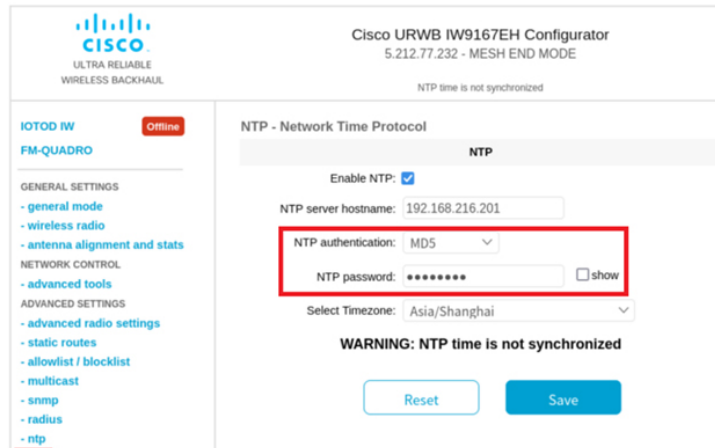 CISCO
ULTRA RELIABLE
WIRELESS BACKHAUL
Cisco URWB IW9167EH Configurator
5.212.77.232 - MESH END MODE
NTP time is not synchronized
IOTOD IW Offline
FM-QUADRO
GENERAL SETTINGS
- general mode
- wireless radio
- antenna alignment and stats
NETWORK CONTROL
- advanced tools
ADVANCED SETTINGS
- advanced radio settings
- static routes
- allowlist / blocklist
- multicast
- snmp
- radius
- ntp
NTP - Network Time Protocol
NTP
Enable NTP:
NTP server hostname: 192.168.216.201
NTP authentication: MD5
NTP password: ●●●●●●●● show
Select Timezone: Asia/Shanghai
WARNING: NTP time is not synchronized
Reset Save